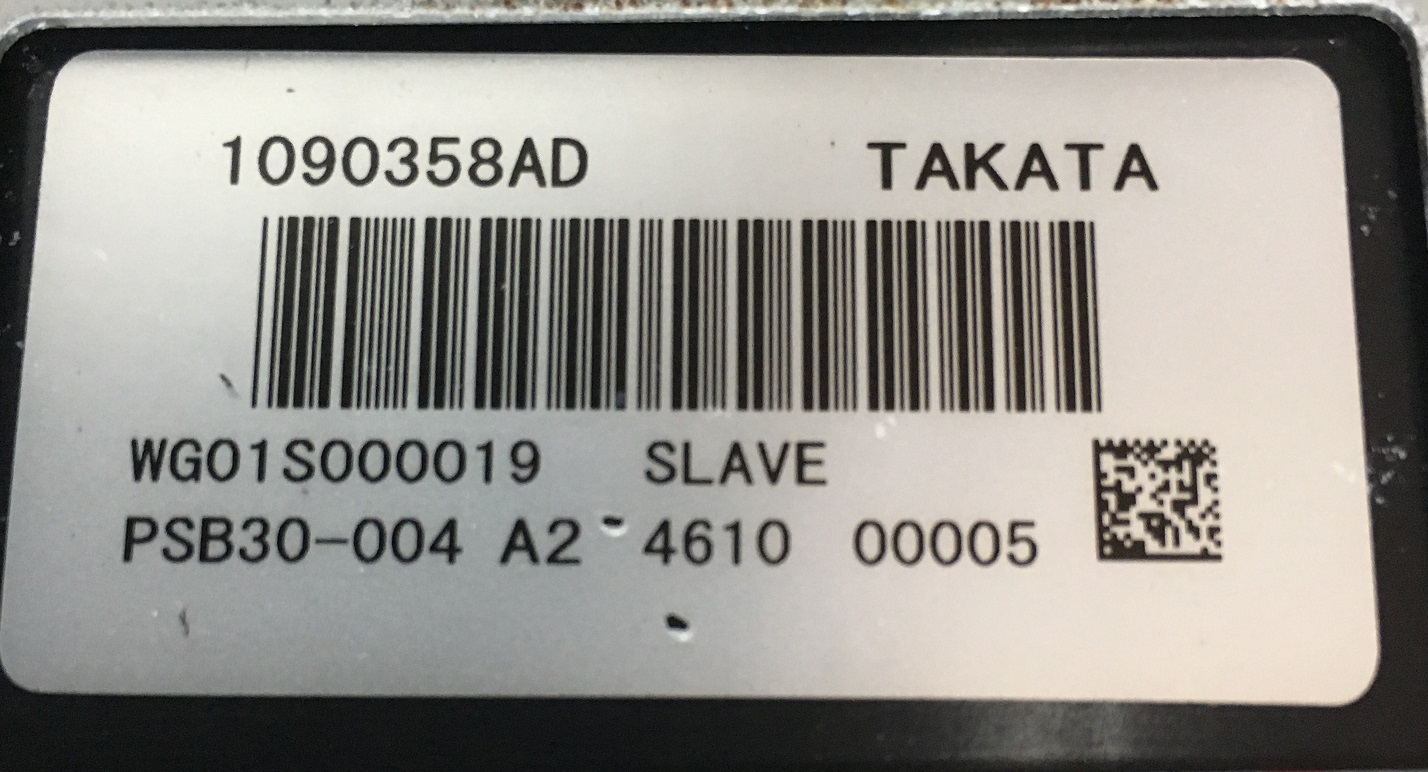 1090358AD TAKATA
WG01S000019 SLAVE
PSB30-004 A2 4610 00005